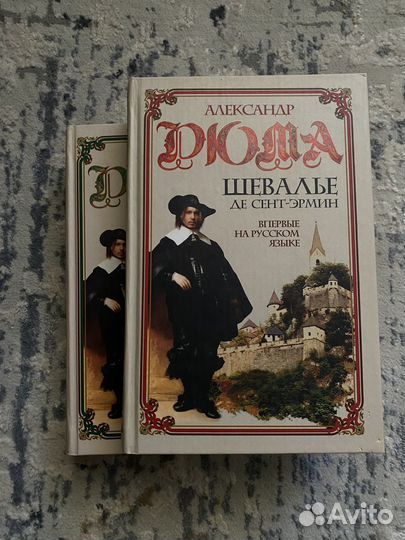 АЛЕКСАНДР
ДЮМА
ШЕВАЛЬЕ
ДЕ СЕНТ-ЭРМИН
ВПЕРВЫЕ
НА РУССКОМ
ЯЗЫКЕ
Avito